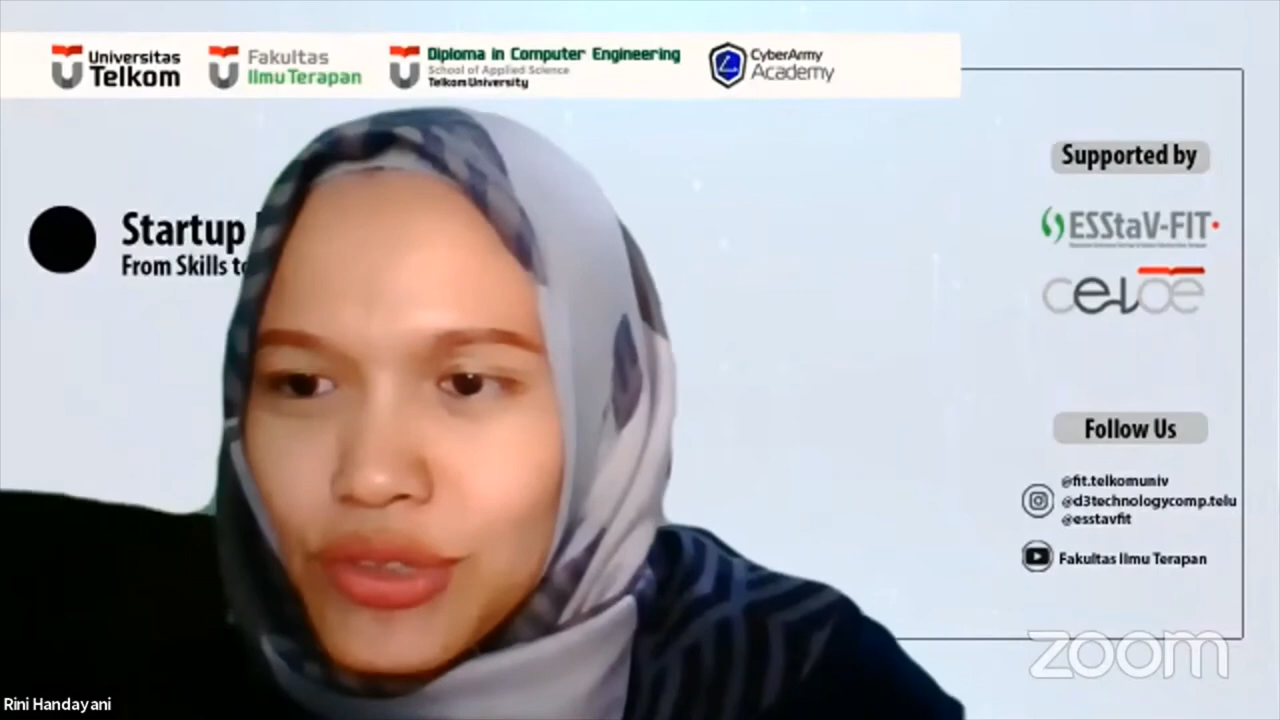 Universitas
Telkom
Fakultas
Ilmu Terapan
Diploma in Computer Engineering
School of Applied Science
Telkom University
CyberArmy
Academy
Supported by
Startup
From Skills to
ESStaV-FIT
celoe
Follow Us
@fit.telkomuniv
@d3technologycomp.telu
@esstavfit
Fakultas Ilmu Terapan
zoom
Rini Handayani